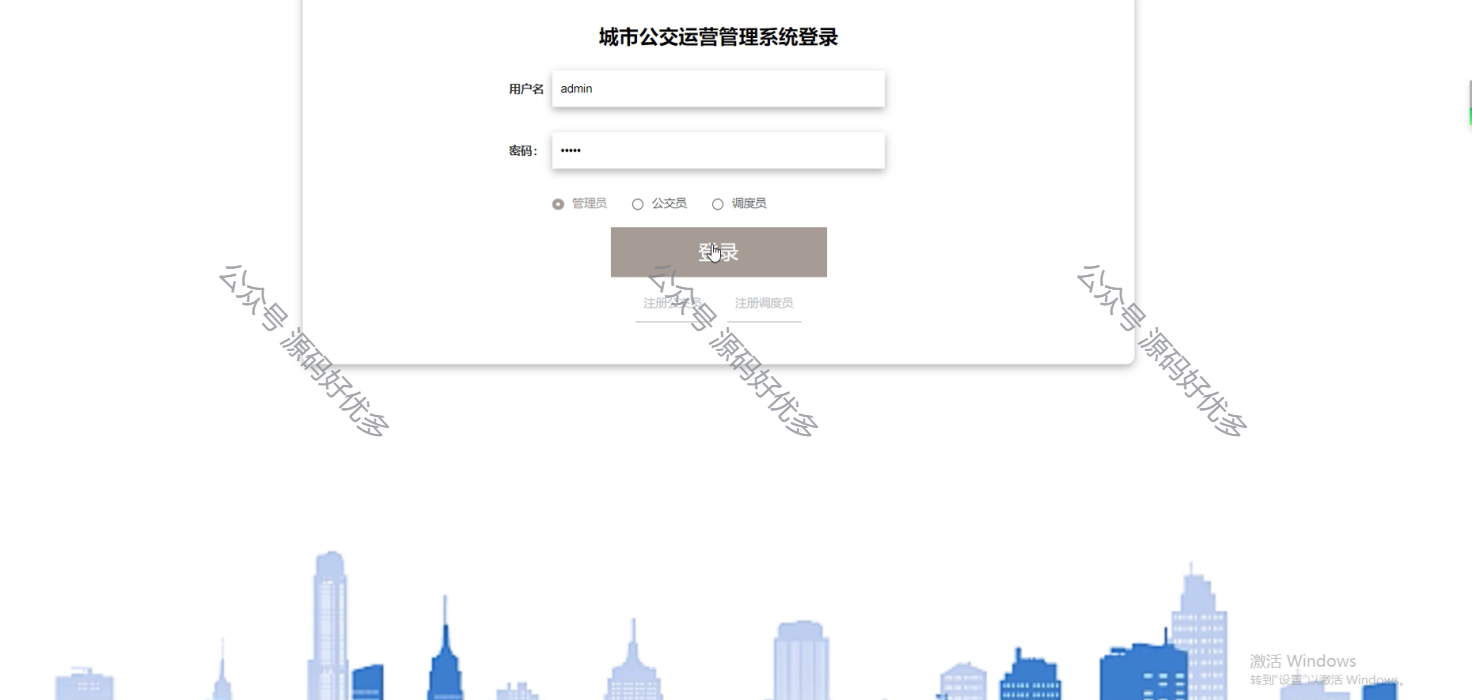 城市公交运营管理系统登录
用户名 admin
密码： •••••
管理员 公交员 调度员
登录
注册公交员 注册调度员
公众号 源码好优多
公众号 源码好优多
公众号 源码好优多
激活 Windows
转到"设置"以激活 Windows。